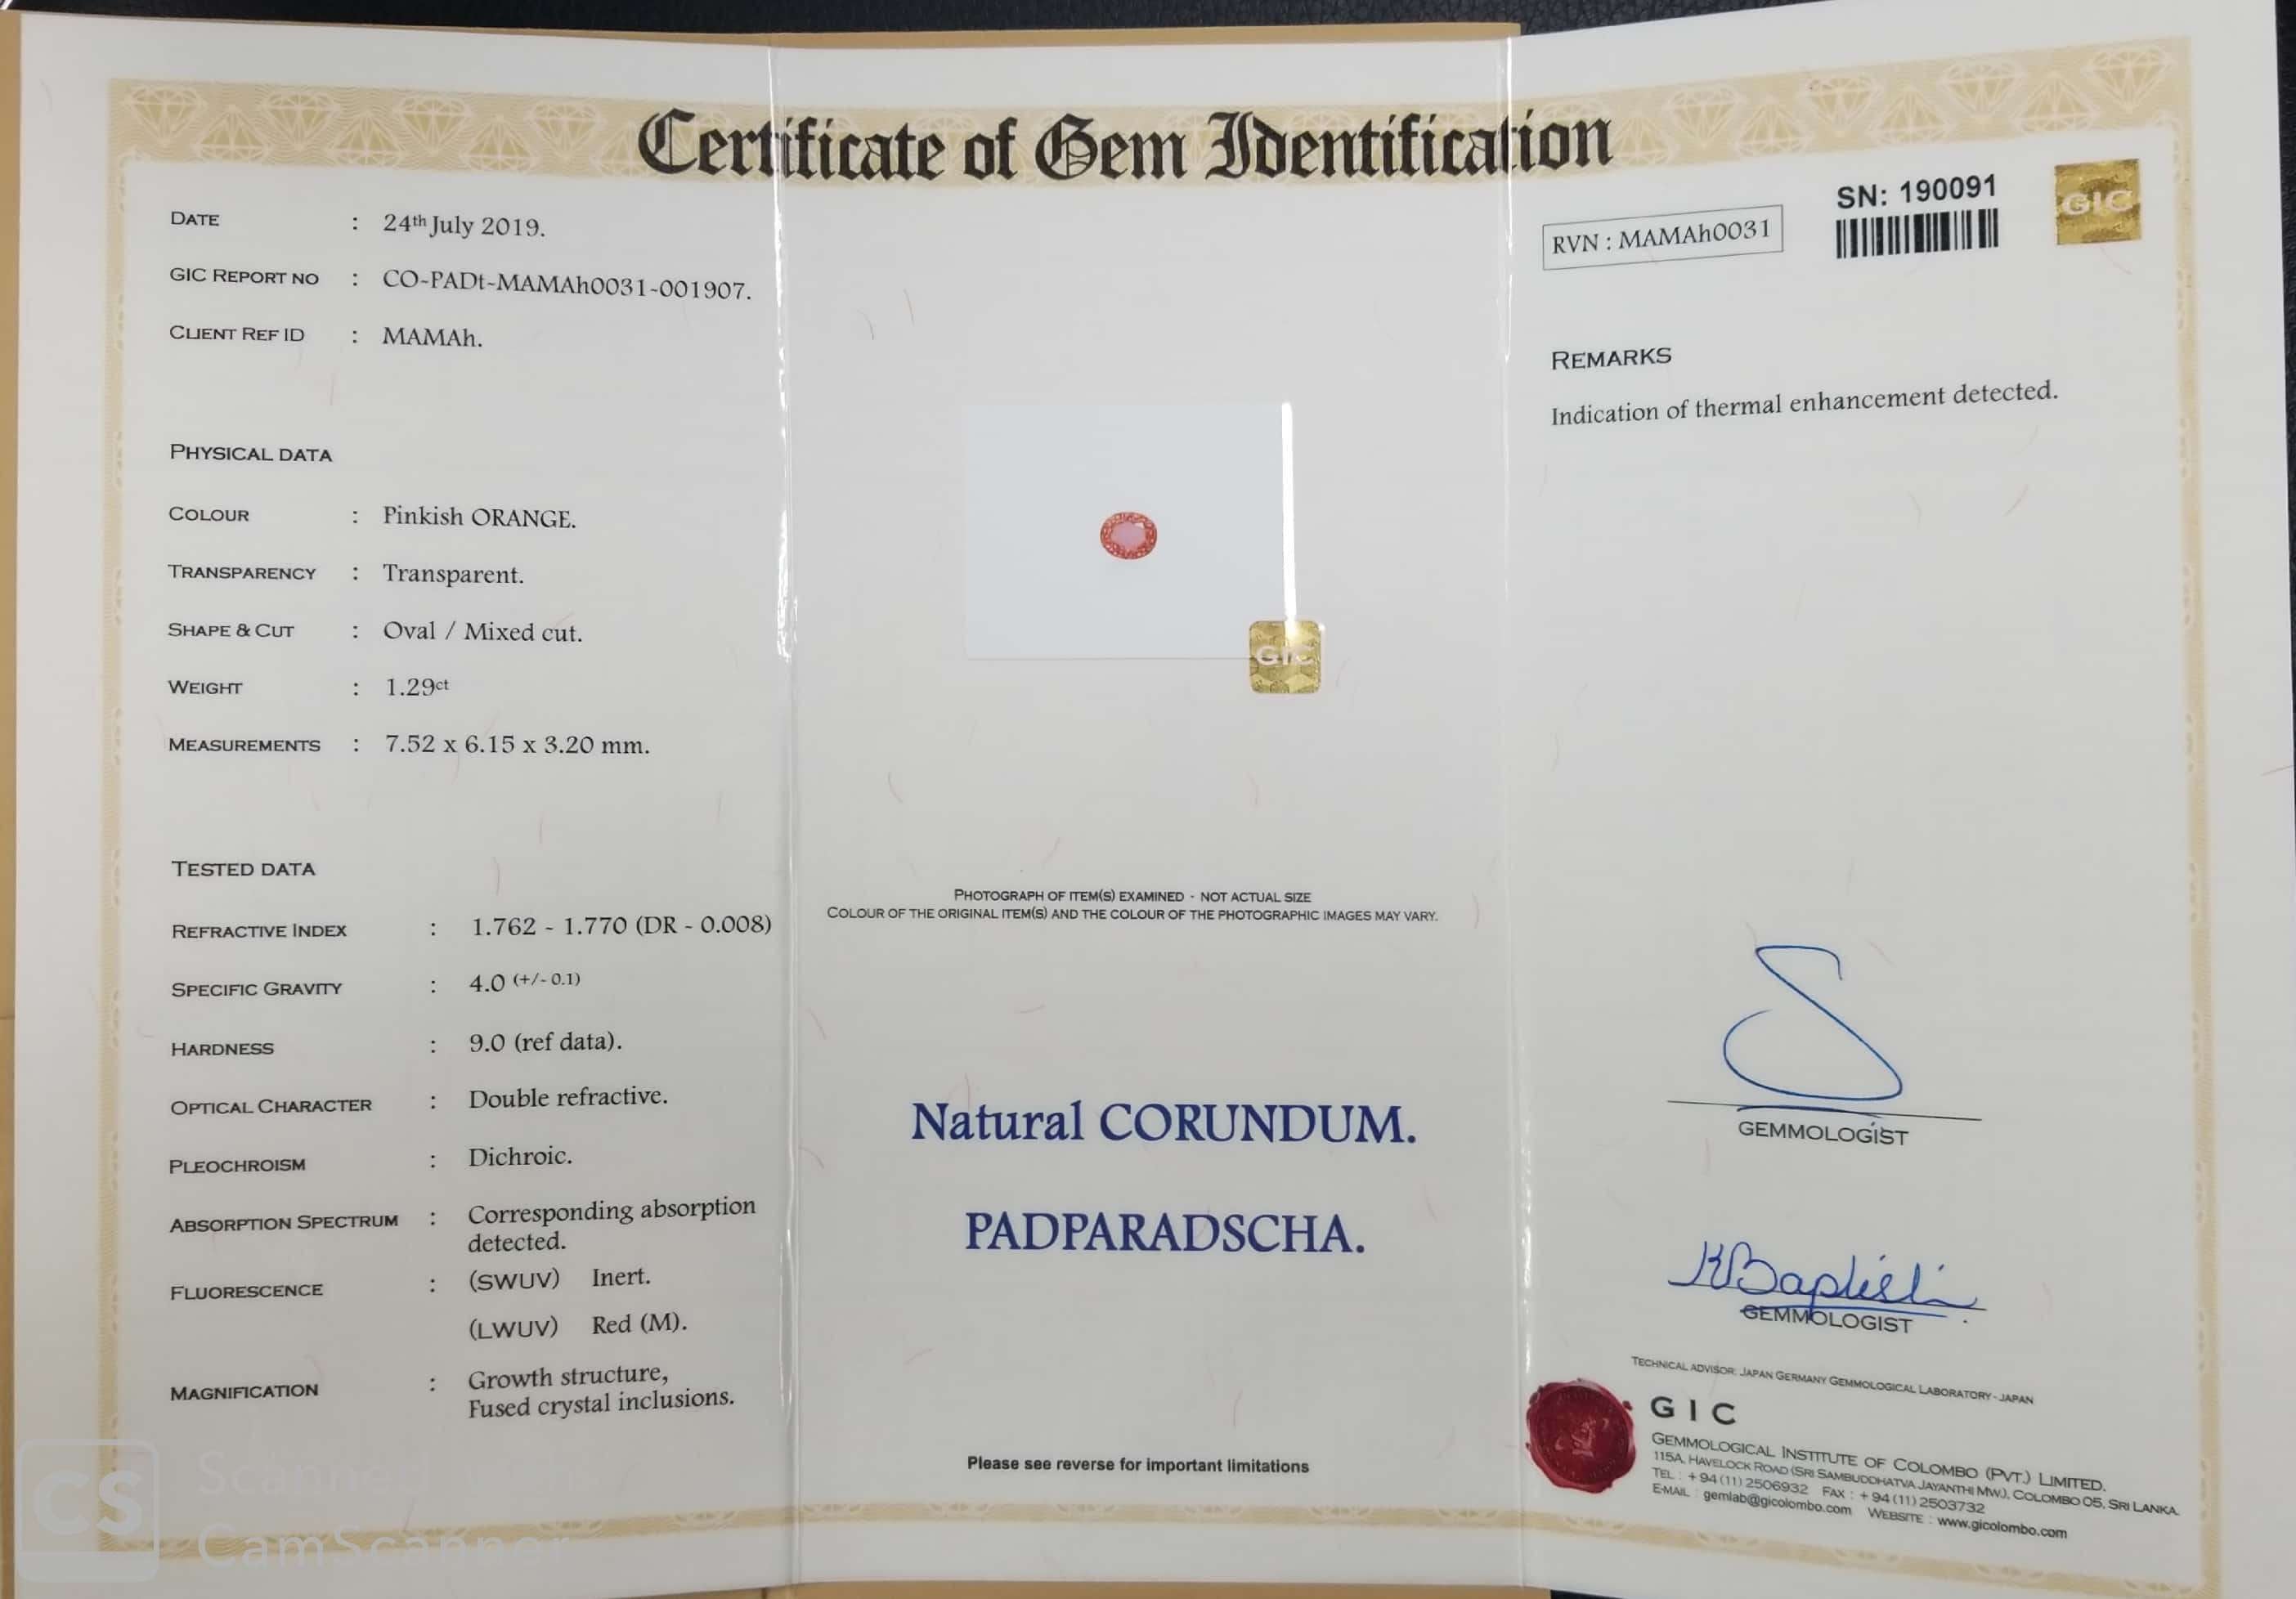 Certificate of Gem Identification
DATE : 24th July 2019.
GIC REPORT NO : CO-PADt-MAMAh0031-001907.
CLIENT REF ID : MAMAh.
PHYSICAL DATA
COLOUR : Pinkish ORANGE.
TRANSPARENCY : Transparent.
SHAPE & CUT : Oval / Mixed cut.
WEIGHT : 1.29ct
MEASUREMENTS : 7.52 x 6.15 x 3.20 mm.
TESTED DATA
REFRACTIVE INDEX : 1.762 - 1.770 (DR - 0.008)
SPECIFIC GRAVITY : 4.0 (+/- 0.1)
HARDNESS : 9.0 (ref data).
OPTICAL CHARACTER : Double refractive.
PLEOCHROISM : Dichroic.
ABSORPTION SPECTRUM : Corresponding absorption
detected.
FLUORESCENCE : (SWUV) Inert.
(LWUV) Red (M).
MAGNIFICATION : Growth structure,
Fused crystal inclusions.
CS
Scanned
CamScanner
GIC
PHOTOGRAPH OF ITEM(S) EXAMINED - NOT ACTUAL SIZE
COLOUR OF THE ORIGINAL ITEM(S) AND THE COLOUR OF THE PHOTOGRAPHIC IMAGES MAY VARY.
Natural CORUNDUM.
PADPARADSCHA.
Please see reverse for important limitations
RVN : MAMAh0031
SN: 190091
GIC
REMARKS
Indication of thermal enhancement detected.
GEMMOLOGIST
KBaptisti
GEMMOLOGIST
TECHNICAL ADVISOR: JAPAN GERMANY GEMMOLOGICAL LABORATORY - JAPAN
GIC
GEMMOLOGICAL INSTITUTE OF COLOMBO (PVT.) LIMITED.
115A, HAVELOCK ROAD (SRI SAMBUDDHATVA JAYANTHI MW.), COLOMBO 05, SRI LANKA.
TEL : +94 (11) 2506932 FAX : +94 (11) 2503732
E-MAIL : gemlab@gicolombo.com WEBSITE : www.gicolombo.com